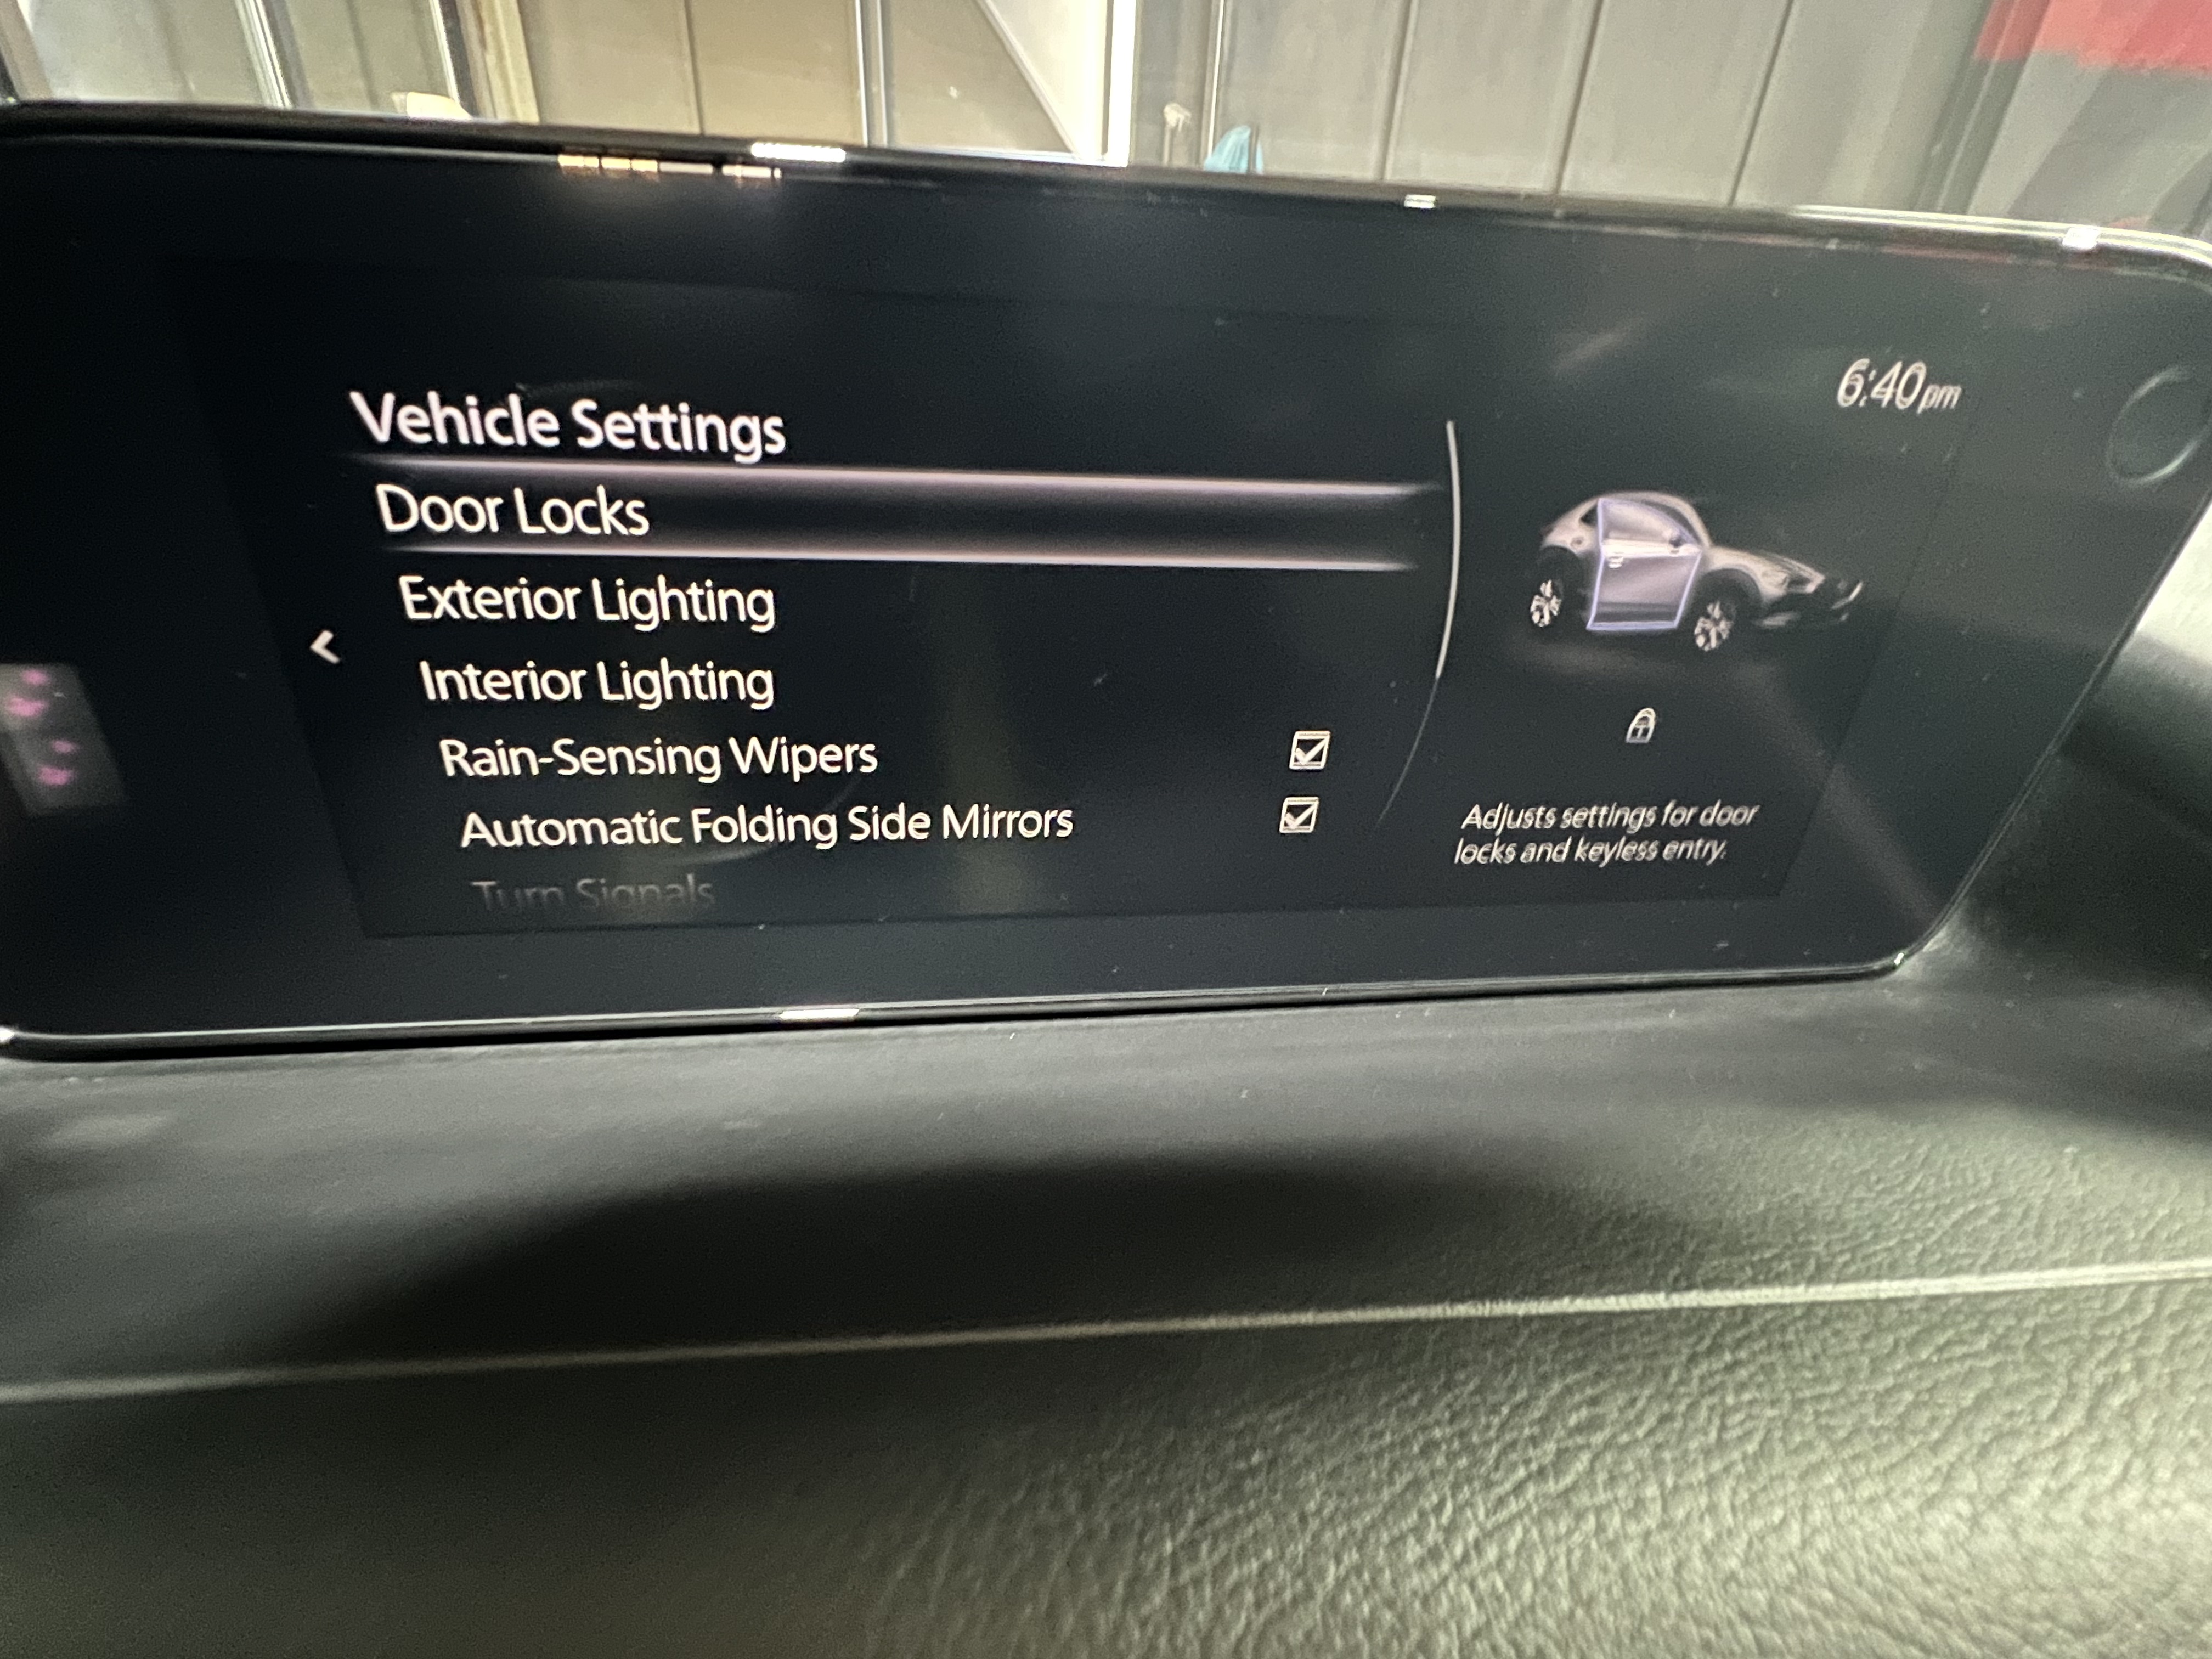 6:40pm
Vehicle Settings
Door Locks
Exterior Lighting
Interior Lighting
Rain-Sensing Wipers
Automatic Folding Side Mirrors
Turn Signals
Adjusts settings for door
locks and keyless entry.